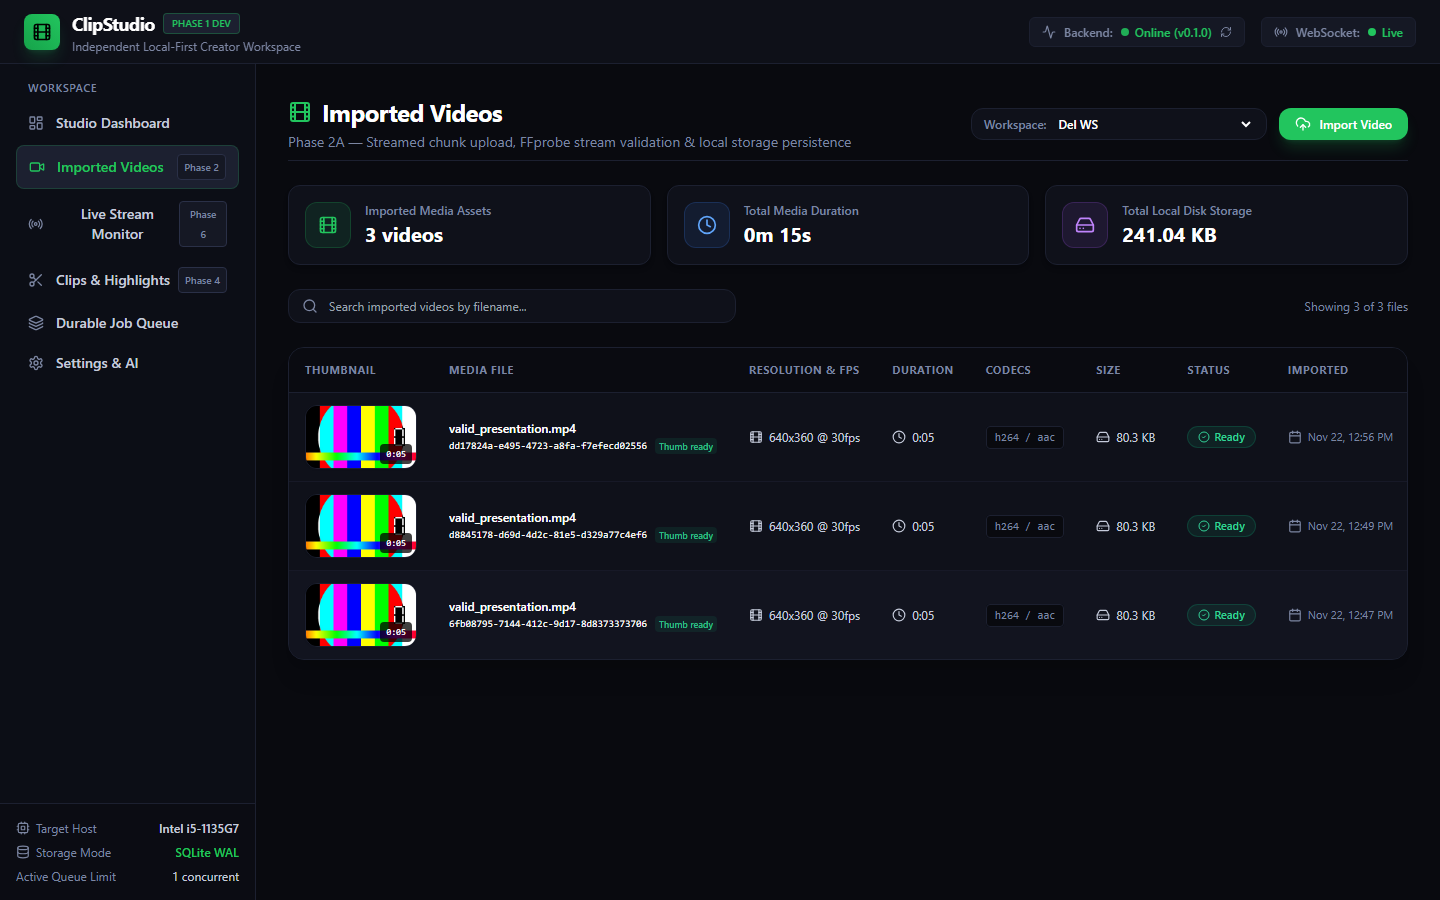 ClipStudio PHASE 1 DEV
Independent Local-First Creator Workspace
Backend: Online (v0.1.0)
WebSocket: Live
WORKSPACE
Studio Dashboard
Imported Videos Phase 2
Live Stream Monitor Phase 6
Clips & Highlights Phase 4
Durable Job Queue
Settings & AI
Target Host Intel i5-1135G7
Storage Mode SQLite WAL
Active Queue Limit 1 concurrent
Imported Videos
Phase 2A — Streamed chunk upload, FFprobe stream validation & local storage persistence
Workspace: Del WS
Import Video
Imported Media Assets
3 videos
Total Media Duration
0m 15s
Total Local Disk Storage
241.04 KB
Search imported videos by filename...
Showing 3 of 3 files
THUMBNAIL MEDIA FILE RESOLUTION & FPS DURATION CODECS SIZE STATUS IMPORTED
0:05
valid_presentation.mp4
dd17824a-e495-4723-a8fa-f7efecd02556 Thumb ready
640x360 @ 30fps 0:05 h264 / aac 80.3 KB Ready Nov 22, 12:56 PM
0:05
valid_presentation.mp4
d8845178-d69d-4d2c-81e5-d329a77c4ef6 Thumb ready
640x360 @ 30fps 0:05 h264 / aac 80.3 KB Ready Nov 22, 12:49 PM
0:05
valid_presentation.mp4
6fb08795-7144-412c-9d17-8d8373373706 Thumb ready
640x360 @ 30fps 0:05 h264 / aac 80.3 KB Ready Nov 22, 12:47 PM